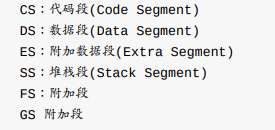 CS：代码段(Code Segment)
DS：数据段(Data Segment)
ES：附加数据段(Extra Segment)
SS：堆栈段(Stack Segment)
FS：附加段
GS 附加段